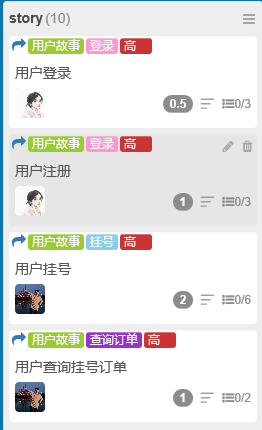 story (10)
用户故事 登录 高
用户登录
0.5 0/3
用户故事 登录 高
用户注册
1 0/3
用户故事 挂号 高
用户挂号
2 0/6
用户故事 查询订单 高
用户查询挂号订单
1 0/2